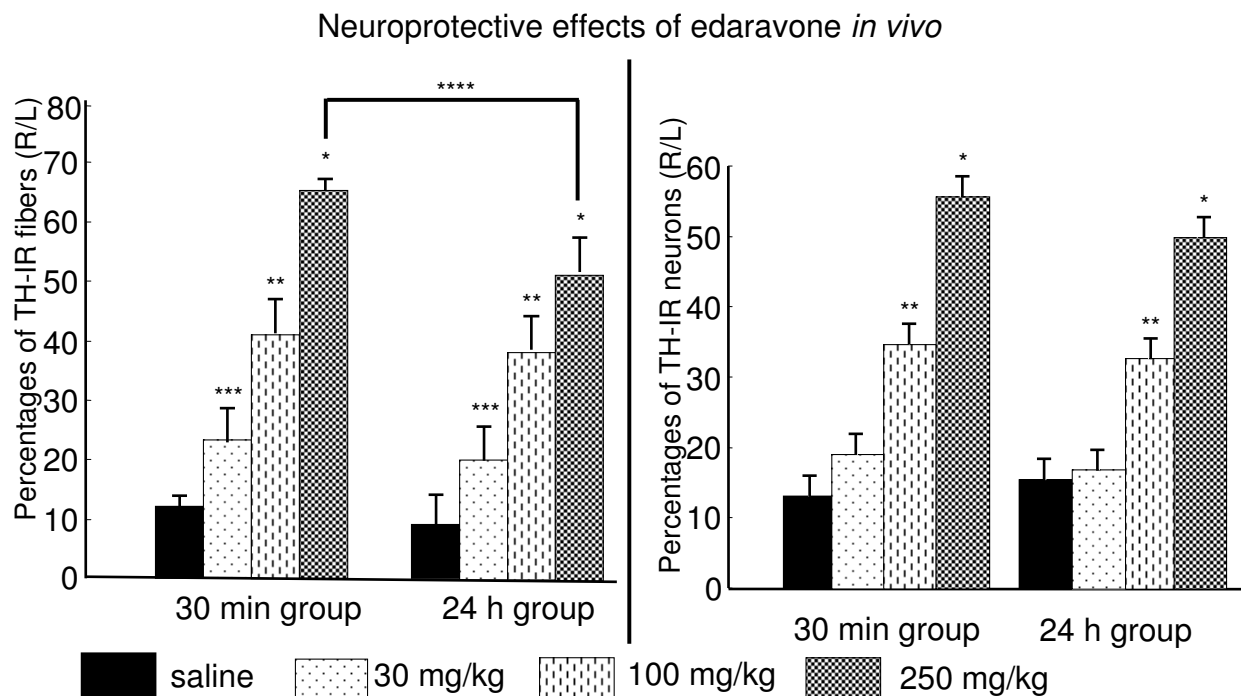 Neuroprotective effects of edaravone in vivo
Percentages of TH-IR fibers (R/L)
80
70
60
50
40
30
20
10
0
***
**
*
****
***
**
*
30 min group
24 h group
Percentages of TH-IR neurons (R/L)
60
50
40
30
20
10
0
**
*
**
*
30 min group
24 h group
saline
30 mg/kg
100 mg/kg
250 mg/kg